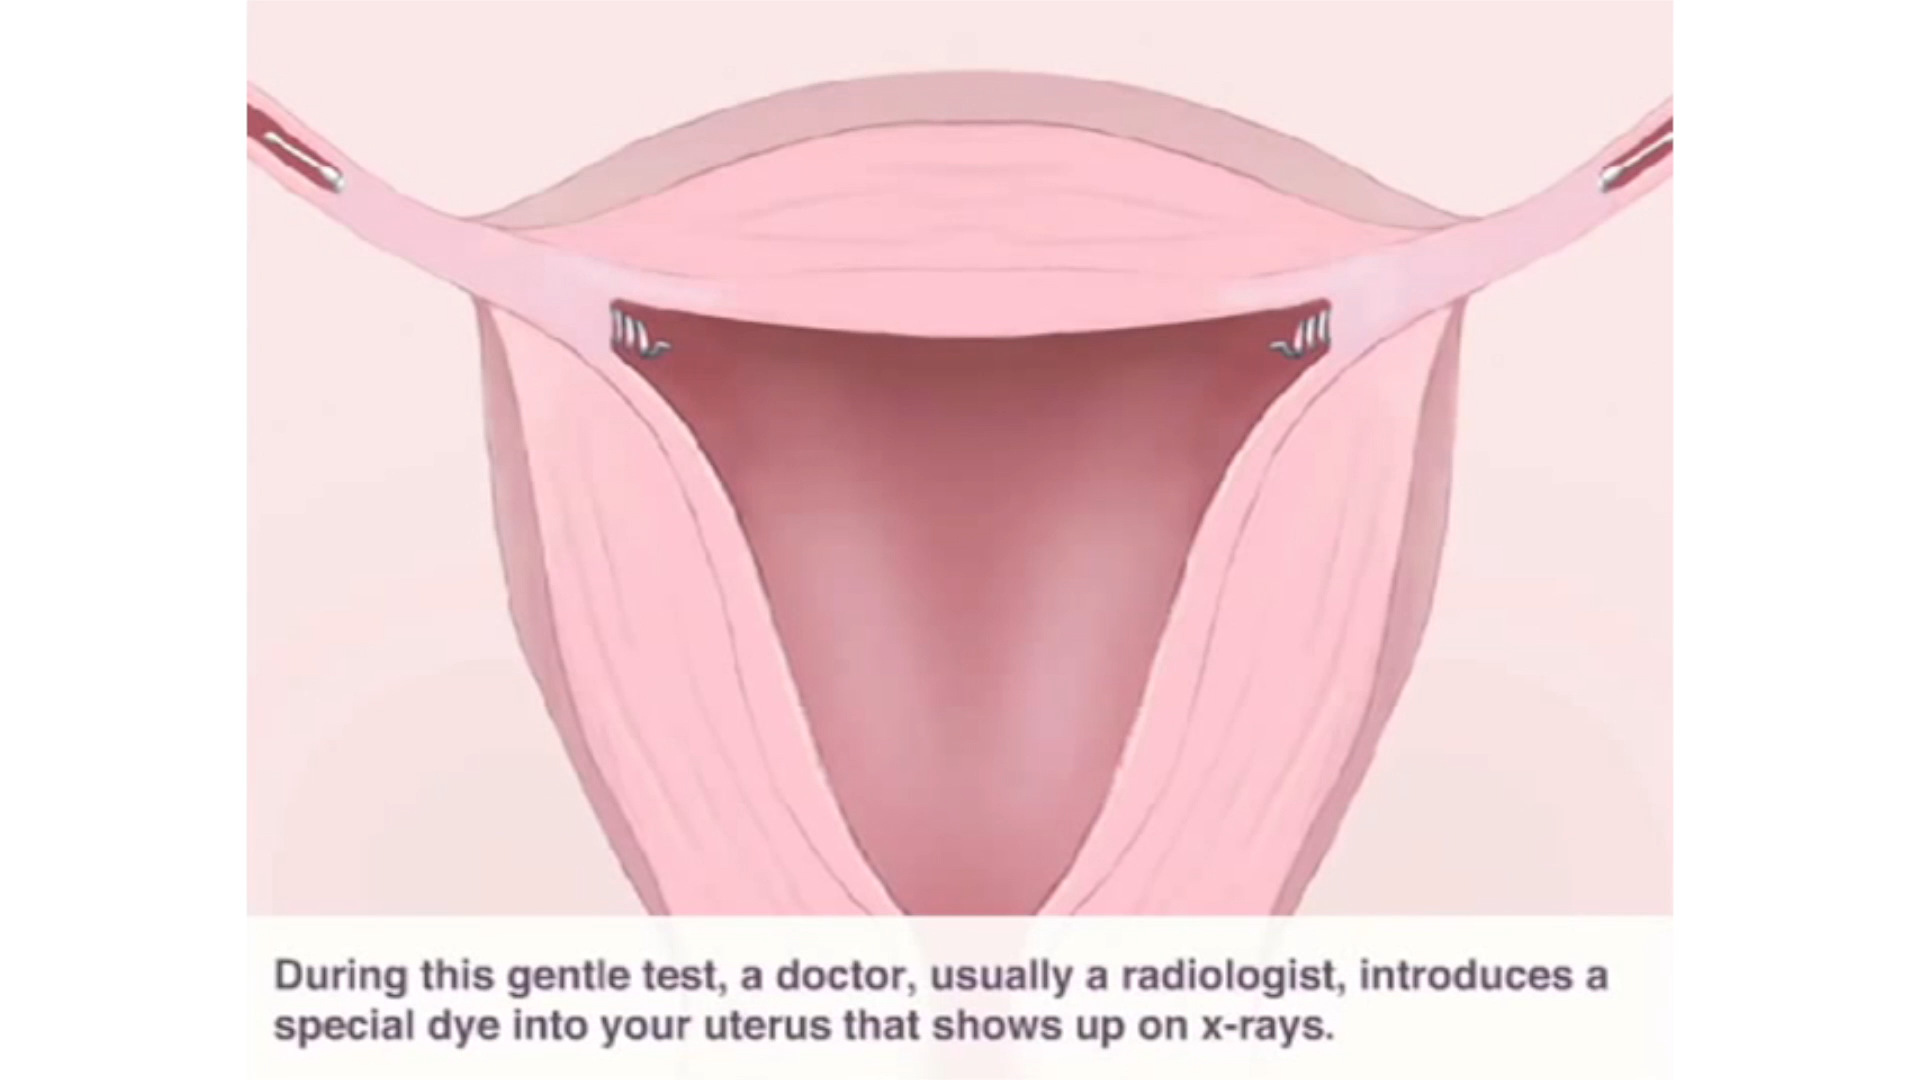 During this gentle test, a doctor, usually a radiologist, introduces a
special dye into your uterus that shows up on x-rays.